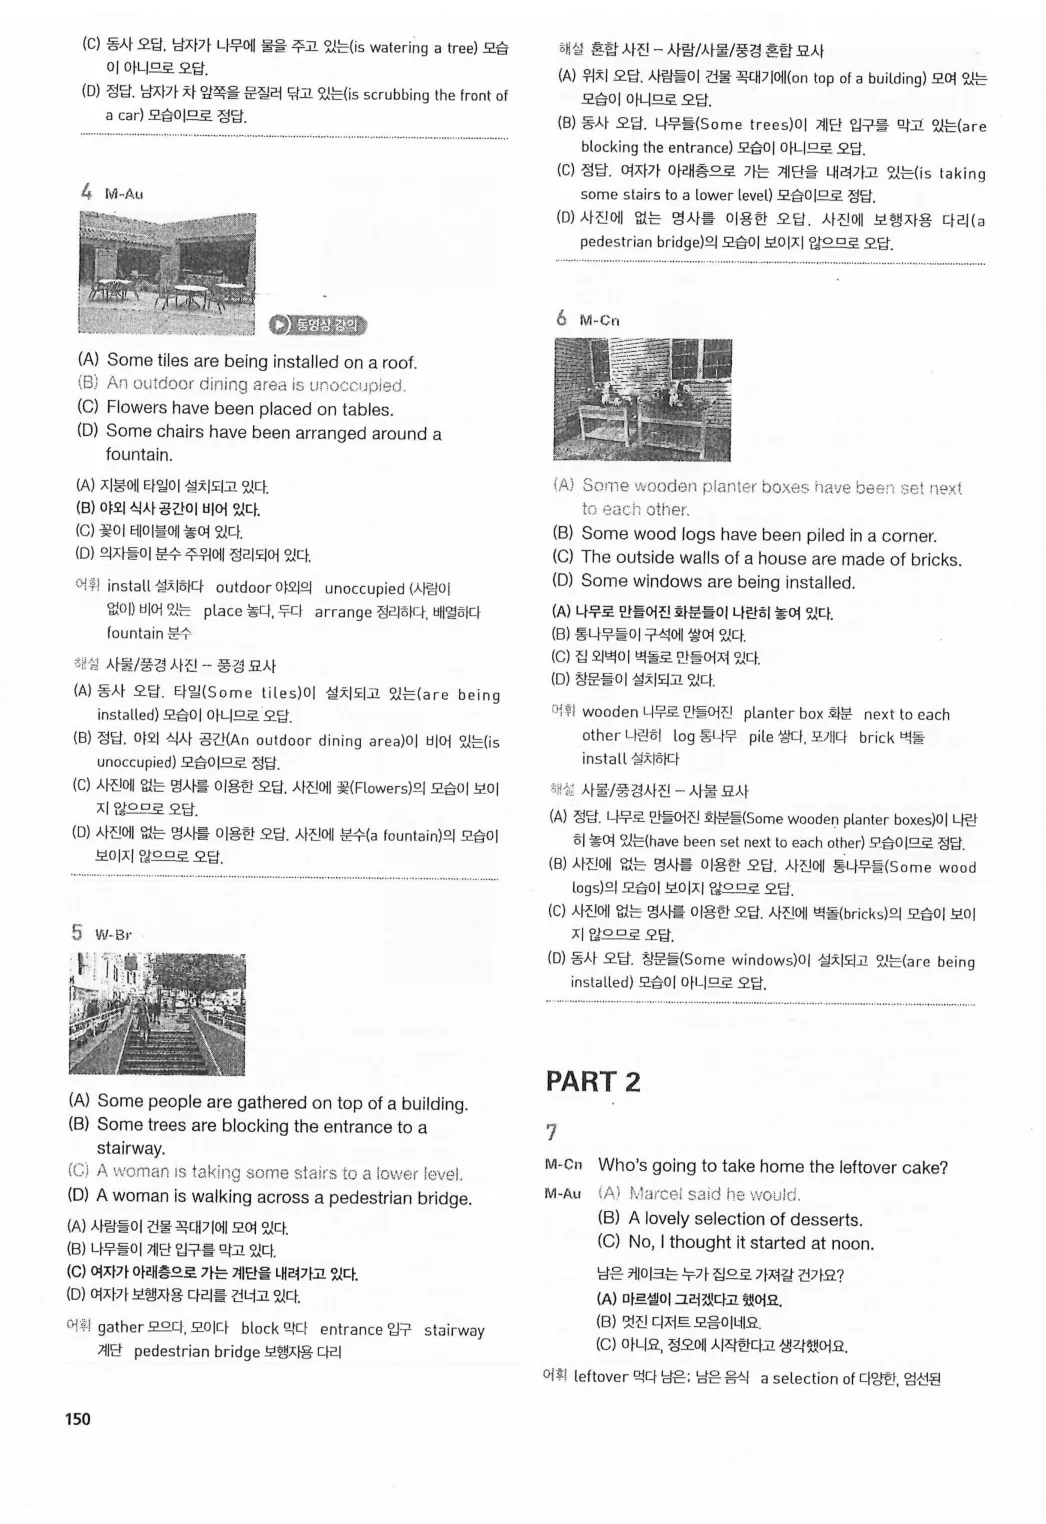 (C) 동사 오답. 남자가 나무에 물을 주고 있는(is watering a tree) 모습
이 아니므로 오답.
(D) 정답. 남자가 차 앞쪽을 문질러 닦고 있는(is scrubbing the front of
a car) 모습이므로 정답.
4 M-Au
동영상 강의
(A) Some tiles are being installed on a roof.
(B) An outdoor dining area is unoccupied.
(C) Flowers have been placed on tables.
(D) Some chairs have been arranged around a
fountain.
(A) 지붕에 타일이 설치되고 있다.
(B) 야외 식사 공간이 비어 있다.
(C) 꽃이 테이블에 놓여 있다.
(D) 의자들이 분수 주위에 정리되어 있다.
어휘 install 설치하다 outdoor 야외의 unoccupied (사람이
없이) 비어 있는 place 놓다, 두다 arrange 정리하다, 배열하다
fountain 분수
해설 사물/풍경 사진 – 풍경 묘사
(A) 동사 오답. 타일(Some tiles)이 설치되고 있는(are being
installed) 모습이 아니므로 오답.
(B) 정답. 야외 식사 공간(An outdoor dining area)이 비어 있는(is
unoccupied) 모습이므로 정답.
(C) 사진에 없는 명사를 이용한 오답. 사진에 꽃(Flowers)의 모습이 보이
지 않으므로 오답.
(D) 사진에 없는 명사를 이용한 오답. 사진에 분수(a fountain)의 모습이
보이지 않으므로 오답.
5 W-Br
(A) Some people are gathered on top of a building.
(B) Some trees are blocking the entrance to a
stairway.
(C) A woman is taking some stairs to a lower level.
(D) A woman is walking across a pedestrian bridge.
(A) 사람들이 건물 꼭대기에 모여 있다.
(B) 나무들이 계단 입구를 막고 있다.
(C) 여자가 아래층으로 가는 계단을 내려가고 있다.
(D) 여자가 보행자용 다리를 건너고 있다.
어휘 gather 모으다, 모이다 block 막다 entrance 입구 stairway
계단 pedestrian bridge 보행자용 다리
150
해설 혼합 사진 – 사람/사물/풍경 혼합 묘사
(A) 위치 오답. 사람들이 건물 꼭대기에(on top of a building) 모여 있는
모습이 아니므로 오답.
(B) 동사 오답. 나무들(Some trees)이 계단 입구를 막고 있는(are
blocking the entrance) 모습이 아니므로 오답.
(C) 정답. 여자가 아래층으로 가는 계단을 내려가고 있는(is taking
some stairs to a lower level) 모습이므로 정답.
(D) 사진에 없는 명사를 이용한 오답. 사진에 보행자용 다리(a
pedestrian bridge)의 모습이 보이지 않으므로 오답.
6 M-Cn
(A) Some wooden planter boxes have been set next
to each other.
(B) Some wood logs have been piled in a corner.
(C) The outside walls of a house are made of bricks.
(D) Some windows are being installed.
(A) 나무로 만들어진 화분들이 나란히 놓여 있다.
(B) 통나무들이 구석에 쌓여 있다.
(C) 집 외벽이 벽돌로 만들어져 있다.
(D) 창문들이 설치되고 있다.
어휘 wooden 나무로 만들어진 planter box 화분 next to each
other 나란히 log 통나무 pile 쌓다, 포개다 brick 벽돌
install 설치하다
해설 사물/풍경사진 – 사물 묘사
(A) 정답. 나무로 만들어진 화분들(Some wooden planter boxes)이 나란
히 놓여 있는(have been set next to each other) 모습이므로 정답.
(B) 사진에 없는 명사를 이용한 오답. 사진에 통나무들(Some wood
logs)의 모습이 보이지 않으므로 오답.
(C) 사진에 없는 명사를 이용한 오답. 사진에 벽돌(bricks)의 모습이 보이
지 않으므로 오답.
(D) 동사 오답. 창문들(Some windows)이 설치되고 있는(are being
installed) 모습이 아니므로 오답.
PART 2
7
M-Cn Who's going to take home the leftover cake?
M-Au (A) Marcel said he would.
(B) A lovely selection of desserts.
(C) No, I thought it started at noon.
남은 케이크는 누가 집으로 가져갈 건가요?
(A) 마르셀이 그러겠다고 했어요.
(B) 멋진 디저트 모음이네요.
(C) 아니요, 정오에 시작한다고 생각했어요.
어휘 leftover 먹다 남은; 남은 음식 a selection of 다양한, 엄선된